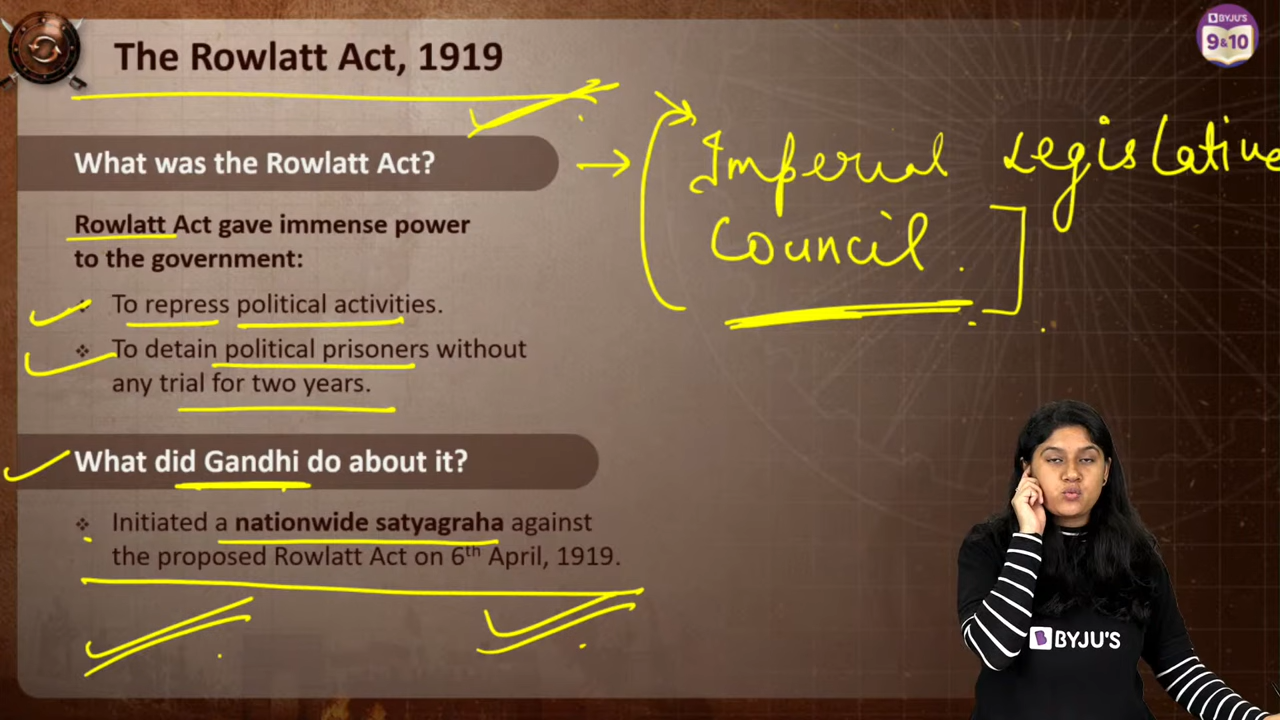 The Rowlatt Act, 1919
BYJU'S
9&10
What was the Rowlatt Act?
Imperial Legislative
Council.
Rowlatt Act gave immense power
to the government:
To repress political activities.
To detain political prisoners without
any trial for two years.
What did Gandhi do about it?
Initiated a nationwide satyagraha against
the proposed Rowlatt Act on 6th April, 1919.
BYJU'S